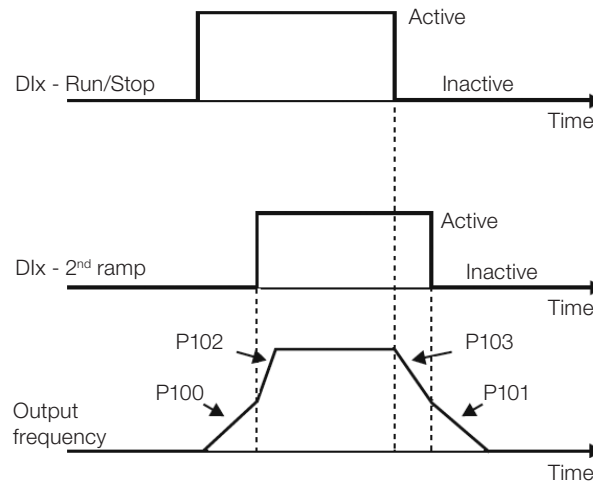 Active
DIx - Run/Stop
Inactive
Time
Active
DIx - 2nd ramp
Inactive
Time
P102
P103
P100
P101
Output
frequency
Time